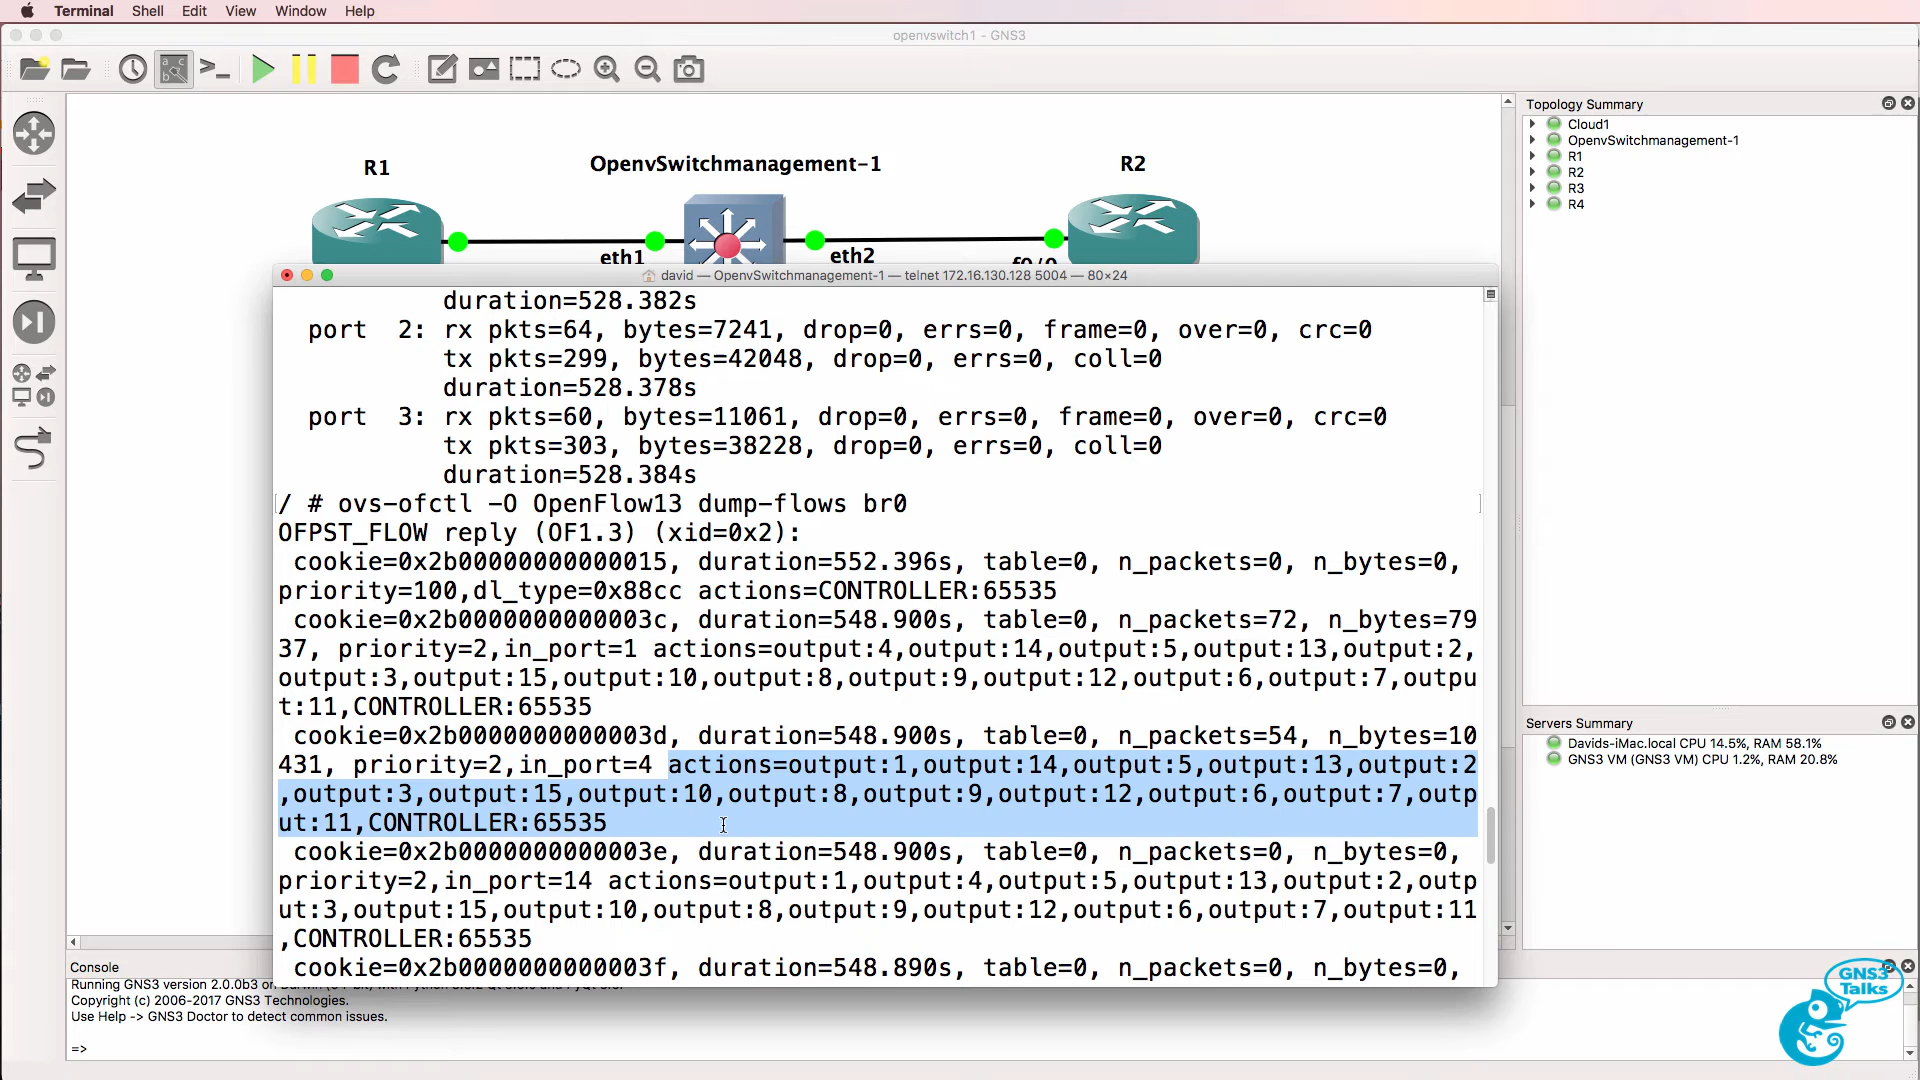 Terminal Shell Edit View Window Help
openvswitch1 - GNS3
Topology Summary
Cloud1
OpenvSwitchmanagement-1
R1
R2
R3
R4
R1
OpenvSwitchmanagement-1
R2
eth1
eth2
f0/0
david — OpenvSwitchmanagement-1 — telnet 172.16.130.128 5004 — 80×24
duration=528.382s
port 2: rx pkts=64, bytes=7241, drop=0, errs=0, frame=0, over=0, crc=0
tx pkts=299, bytes=42048, drop=0, errs=0, coll=0
duration=528.378s
port 3: rx pkts=60, bytes=11061, drop=0, errs=0, frame=0, over=0, crc=0
tx pkts=303, bytes=38228, drop=0, errs=0, coll=0
duration=528.384s
/ # ovs-ofctl -O OpenFlow13 dump-flows br0
OFPST_FLOW reply (OF1.3) (xid=0x2):
cookie=0x2b00000000000015, duration=552.396s, table=0, n_packets=0, n_bytes=0,
priority=100,dl_type=0x88cc actions=CONTROLLER:65535
cookie=0x2b0000000000003c, duration=548.900s, table=0, n_packets=72, n_bytes=79
37, priority=2,in_port=1 actions=output:4,output:14,output:5,output:13,output:2,
output:3,output:15,output:10,output:8,output:9,output:12,output:6,output:7,outpu
t:11,CONTROLLER:65535
cookie=0x2b0000000000003d, duration=548.900s, table=0, n_packets=54, n_bytes=10
431, priority=2,in_port=4 actions=output:1,output:14,output:5,output:13,output:2
,output:3,output:15,output:10,output:8,output:9,output:12,output:6,output:7,outp
ut:11,CONTROLLER:65535
cookie=0x2b0000000000003e, duration=548.900s, table=0, n_packets=0, n_bytes=0,
priority=2,in_port=14 actions=output:1,output:4,output:5,output:13,output:2,outp
ut:3,output:15,output:10,output:8,output:9,output:12,output:6,output:7,output:11
,CONTROLLER:65535
cookie=0x2b0000000000003f, duration=548.890s, table=0, n_packets=0, n_bytes=0,
Servers Summary
Davids-iMac.local CPU 14.5%, RAM 58.1%
GNS3 VM (GNS3 VM) CPU 1.2%, RAM 20.8%
Console
Running GNS3 version 2.0.0b3 on
Copyright (c) 2006-2017 GNS3 Technologies.
Use Help -> GNS3 Doctor to detect common issues.
=>
GNS3
Talks